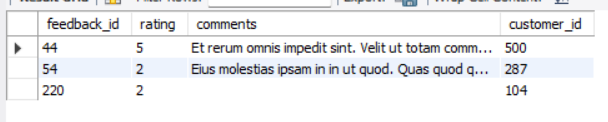 feedback_id rating comments customer_id
44 5 Et rerum omnis impedit sint. Velit ut totam comm... 500
54 2 Eius molestias ipsam in in ut quod. Quas quod q... 287
220 2 104